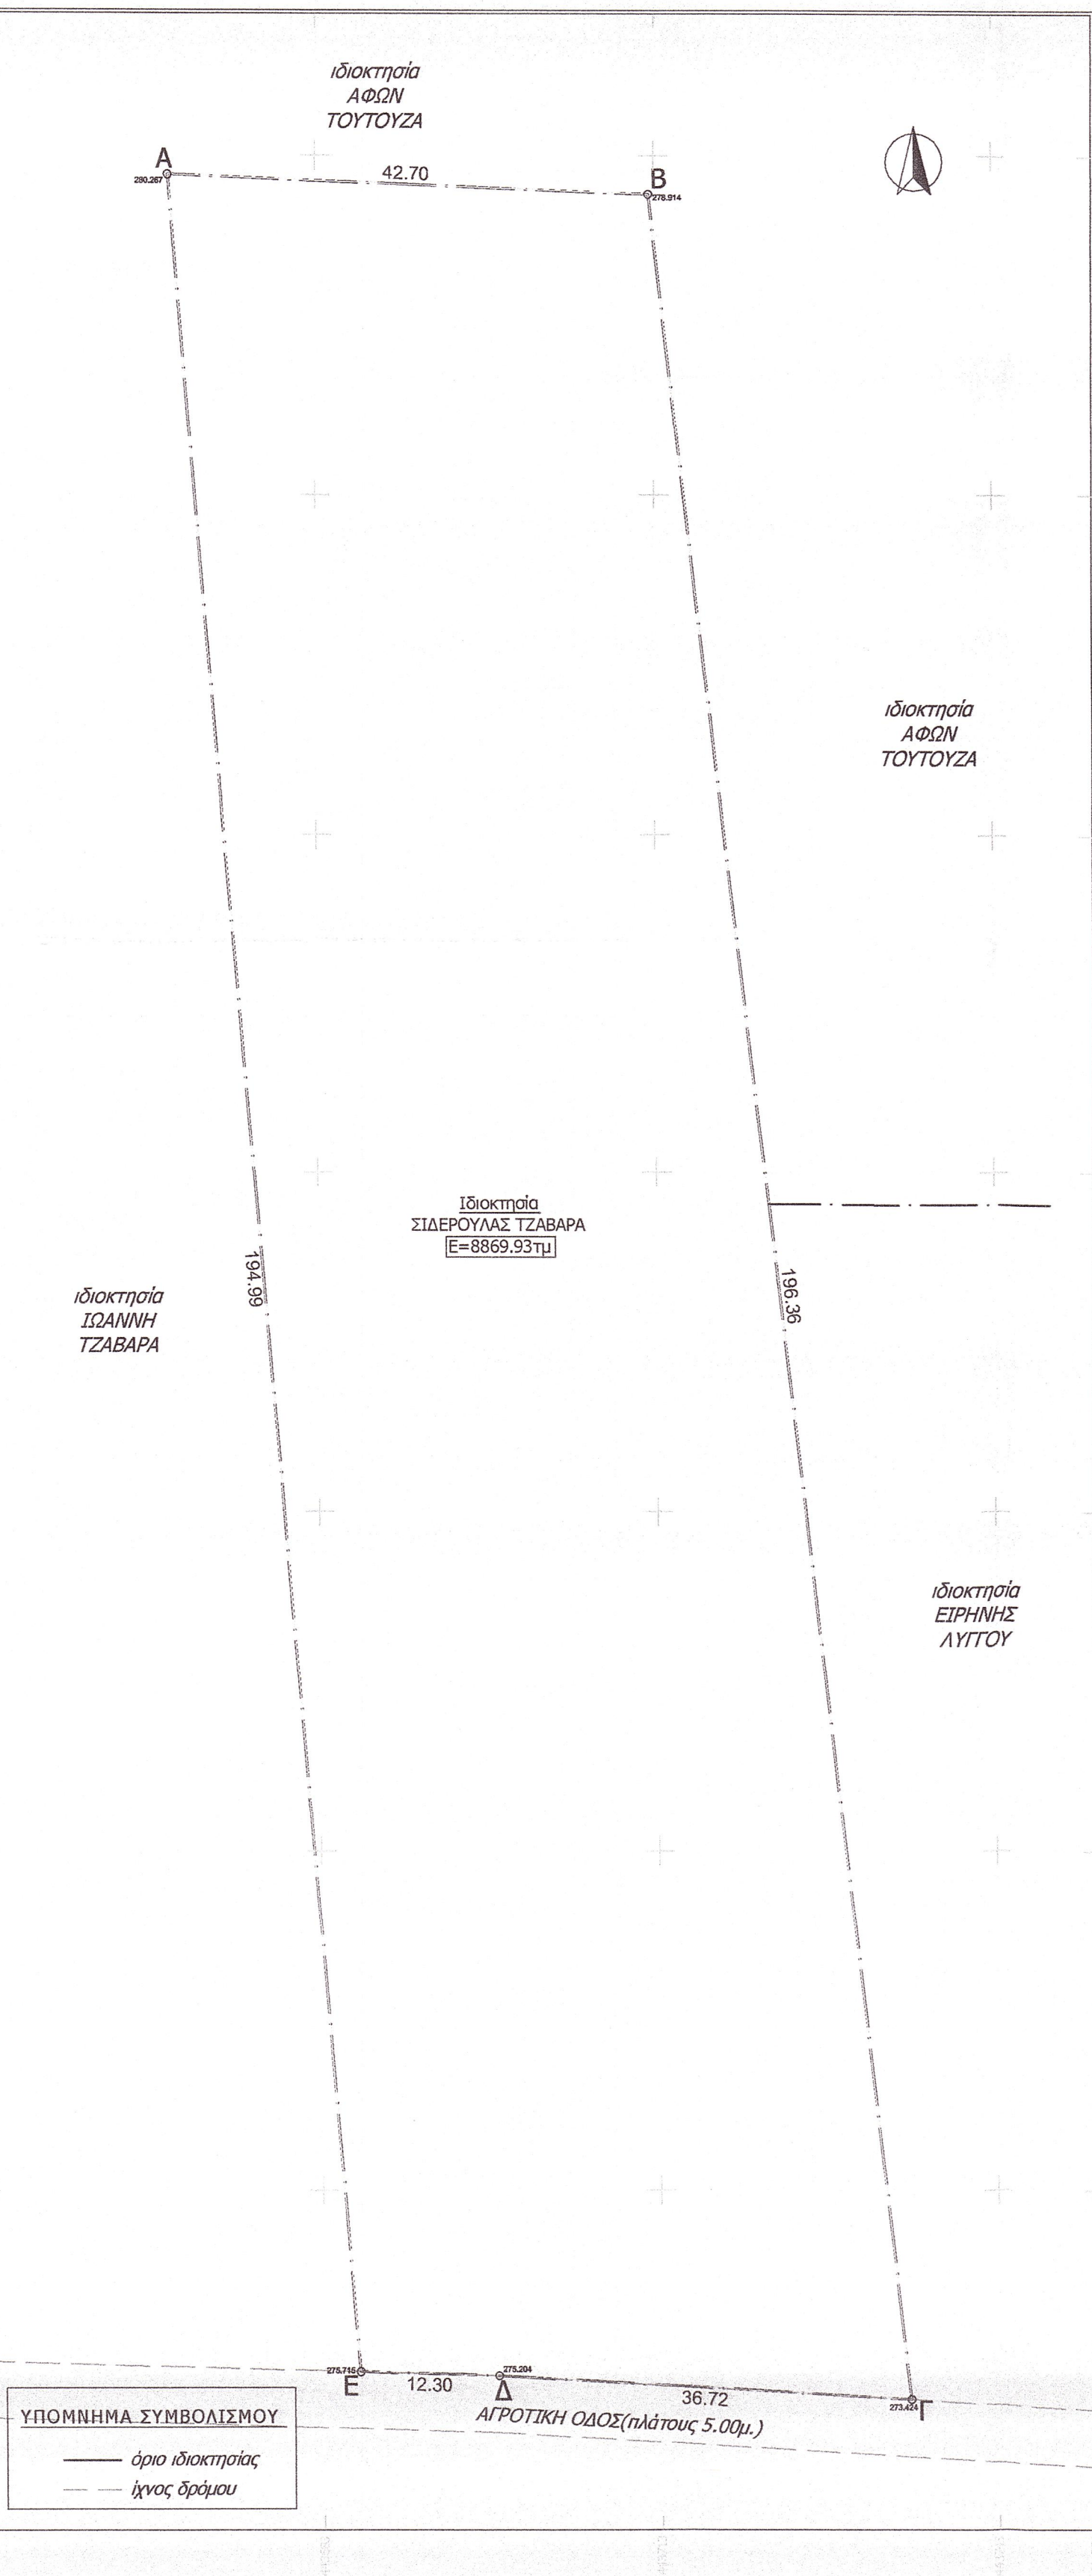 ιδιοκτησία
ΑΦΩΝ
ΤΟΥΤΟΥΖΑ
Α
280.267
42.70
Β
278.914
ιδιοκτησία
ΑΦΩΝ
ΤΟΥΤΟΥΖΑ
Ιδιοκτησία
ΣΙΔΕΡΟΥΛΑΣ ΤΖΑΒΑΡΑ
Ε=8869.93τμ
194.99
196.36
ιδιοκτησία
ΙΩΑΝΝΗ
ΤΖΑΒΑΡΑ
ιδιοκτησία
ΕΙΡΗΝΗΣ
ΛΥΓΓΟΥ
275.715
Ε
12.30
275.204
Δ
36.72
273.424
Γ
ΑΓΡΟΤΙΚΗ ΟΔΟΣ(πλάτους 5.00μ.)
ΥΠΟΜΝΗΜΑ ΣΥΜΒΟΛΙΣΜΟΥ
όριο ιδιοκτησίας
ίχνος δρόμου